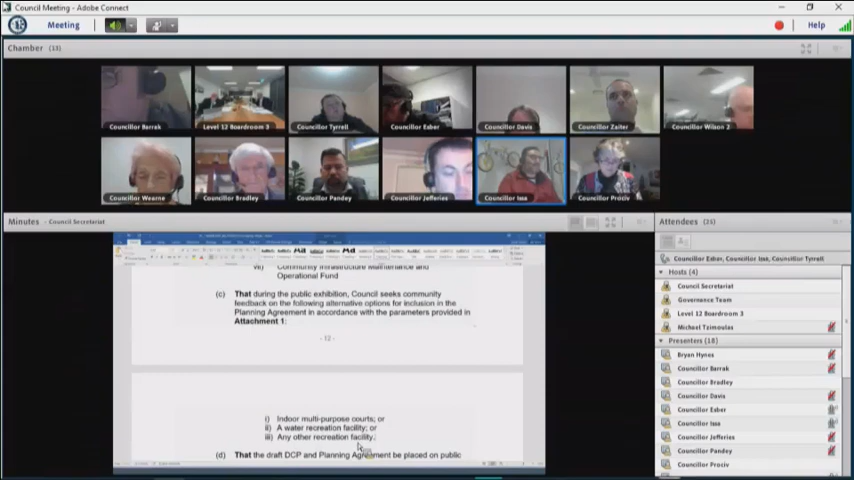 Council Meeting - Adobe Connect
Meeting
Help
Chamber (13)
Councillor Barrak
Level 12 Boardroom 3
Councillor Tyrrell
Councillor Esber
Councillor Davis
Councillor Zaiter
Councillor Wilson 2
Councillor Wearne
Councillor Bradley
Councillor Pandey
Councillor Jefferies
Councillor Issa
Councillor Prociv
Minutes - Council Secretariat
Community Infrastructure Maintenance and
Operational Fund
(c) That during the public exhibition, Council seeks community
feedback on the following alternative options for inclusion in the
Planning Agreement in accordance with the parameters provided in
Attachment 1:
- 12 -
i) Indoor multi-purpose courts; or
ii) A water recreation facility; or
iii) Any other recreation facility.
(d) That the draft DCP and Planning Agreement be placed on public
Attendees
Councillor Esber, Councillor Issa, Councillor Tyrrell
Hosts (4)
Council Secretariat
Governance Team
Level 12 Boardroom 3
Michael Tzimoulas
Presenters (18)
Bryan Hynes
Councillor Barrak
Councillor Bradley
Councillor Davis
Councillor Esber
Councillor Issa
Councillor Jefferies
Councillor Pandey
Councillor Prociv